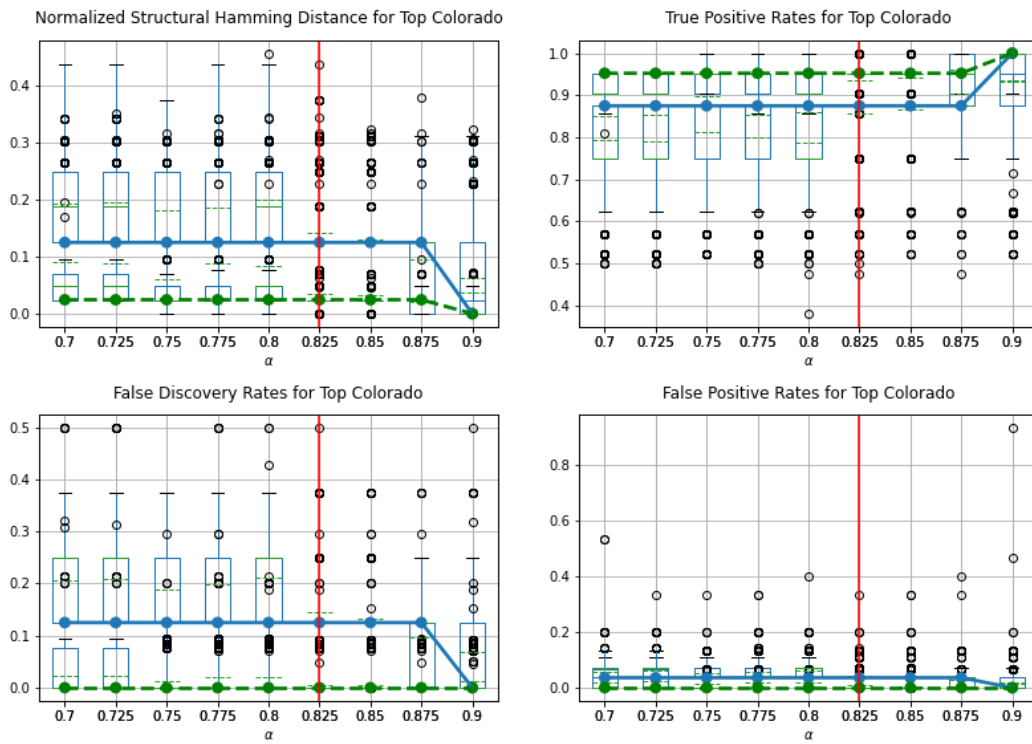 Normalized Structural Hamming Distance for Top Colorado
0.4
0.3
0.2
0.1
0.0
0.7 0.725 0.75 0.775 0.8 0.825 0.85 0.875 0.9
α
True Positive Rates for Top Colorado
1.0
0.9
0.8
0.7
0.6
0.5
0.4
0.7 0.725 0.75 0.775 0.8 0.825 0.85 0.875 0.9
α
False Discovery Rates for Top Colorado
0.5
0.4
0.3
0.2
0.1
0.0
0.7 0.725 0.75 0.775 0.8 0.825 0.85 0.875 0.9
α
False Positive Rates for Top Colorado
0.8
0.6
0.4
0.2
0.0
0.7 0.725 0.75 0.775 0.8 0.825 0.85 0.875 0.9
α